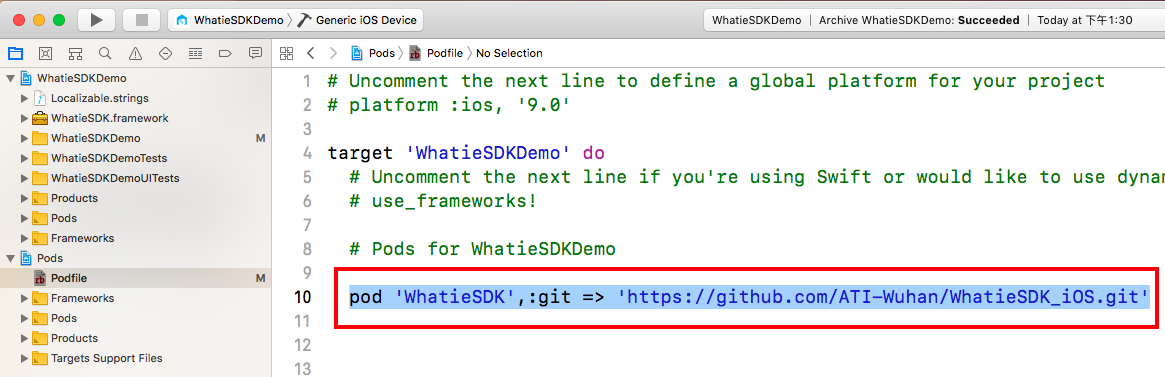 WhatieSDKDemo Generic iOS Device
WhatieSDKDemo | Archive WhatieSDKDemo: Succeeded | Today at 下午1:30
Pods Podfile No Selection
WhatieSDKDemo
Localizable.strings
WhatieSDK.framework
WhatieSDKDemo M
WhatieSDKDemoTests
WhatieSDKDemoUITests
Products
Pods
Frameworks
Pods
Podfile M
Frameworks
Pods
Products
Targets Support Files
1 # Uncomment the next line to define a global platform for your project
2 # platform :ios, '9.0'
3
4 target 'WhatieSDKDemo' do
5 # Uncomment the next line if you're using Swift or would like to use dyna
6 # use_frameworks!
7
8 # Pods for WhatieSDKDemo
9
10 pod 'WhatieSDK',:git => 'https://github.com/ATI-Wuhan/WhatieSDK_iOS.git'
11
12
13